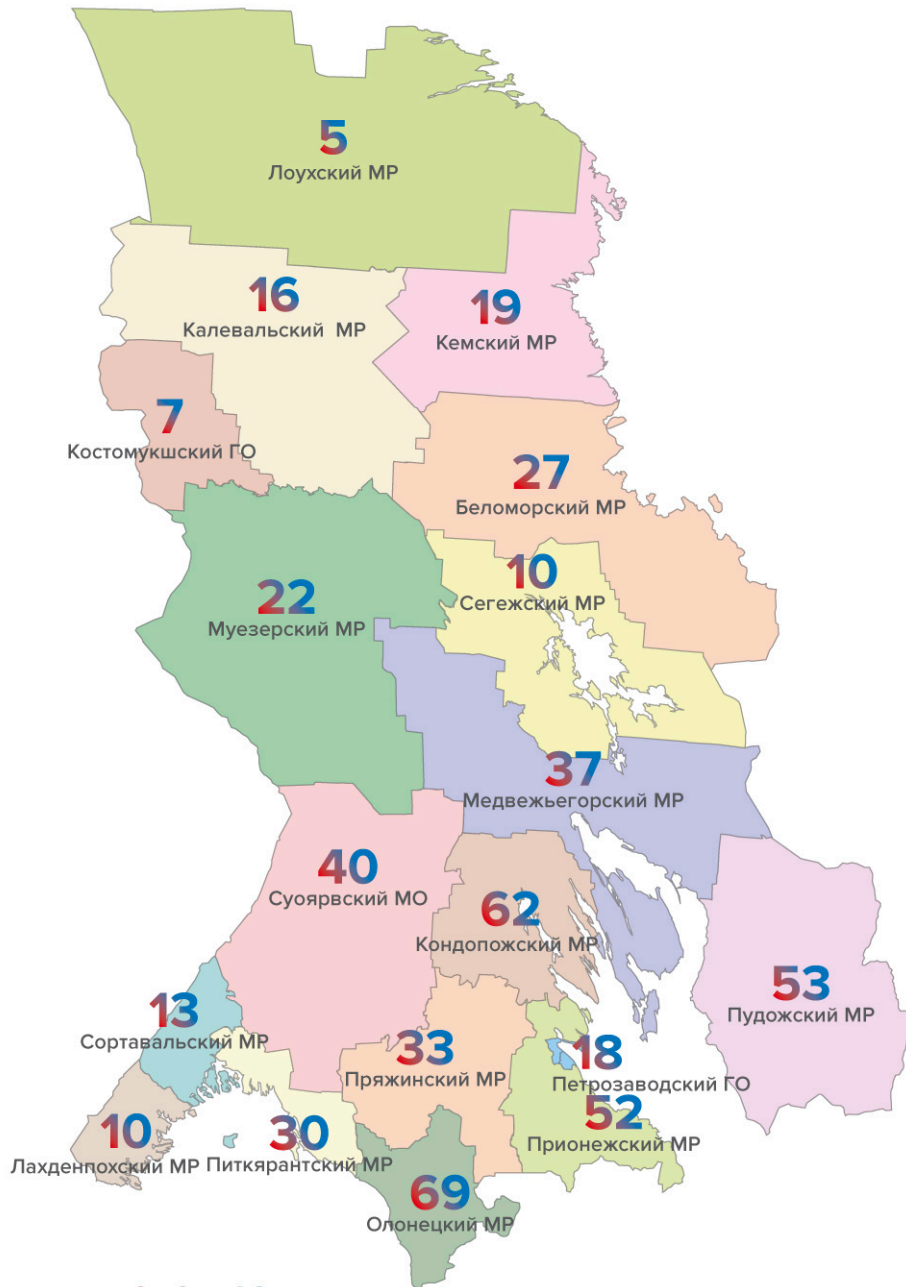 5
Лоухский МР
16
Калевальский МР
19
Кемский МР
7
Костомукшский ГО
27
Беломорский МР
10
Сегежский МР
22
Муезерский МР
37
Медвежьегорский МР
40
Суоярвский МО
62
Кондопожский МР
53
Пудожский МР
13
Сортавальский МР
33
Пряжинский МР
18
Петрозаводский ГО
52
Прионежский МР
10
Лахденпохский МР
30
Питкярантский МР
69
Олонецкий МР